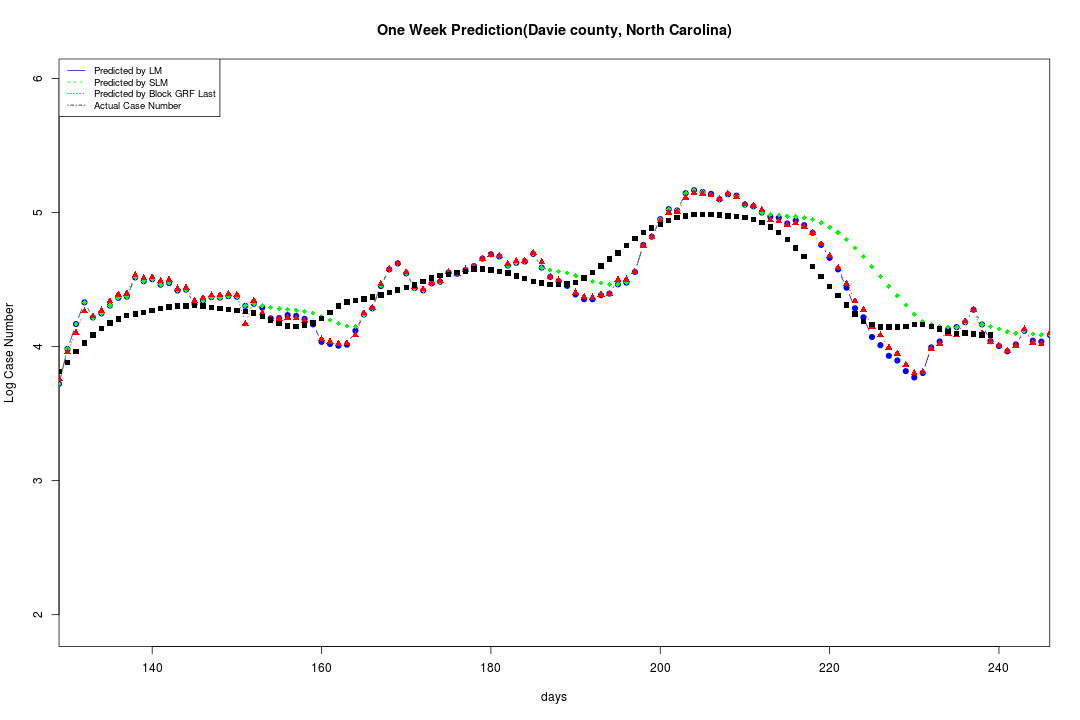 One Week Prediction(Davie county, North Carolina)
Predicted by LM
Predicted by SLM
Predicted by Block GRF Last
Actual Case Number
6
5
4
3
2
Log Case Number
140 160 180 200 220 240
days